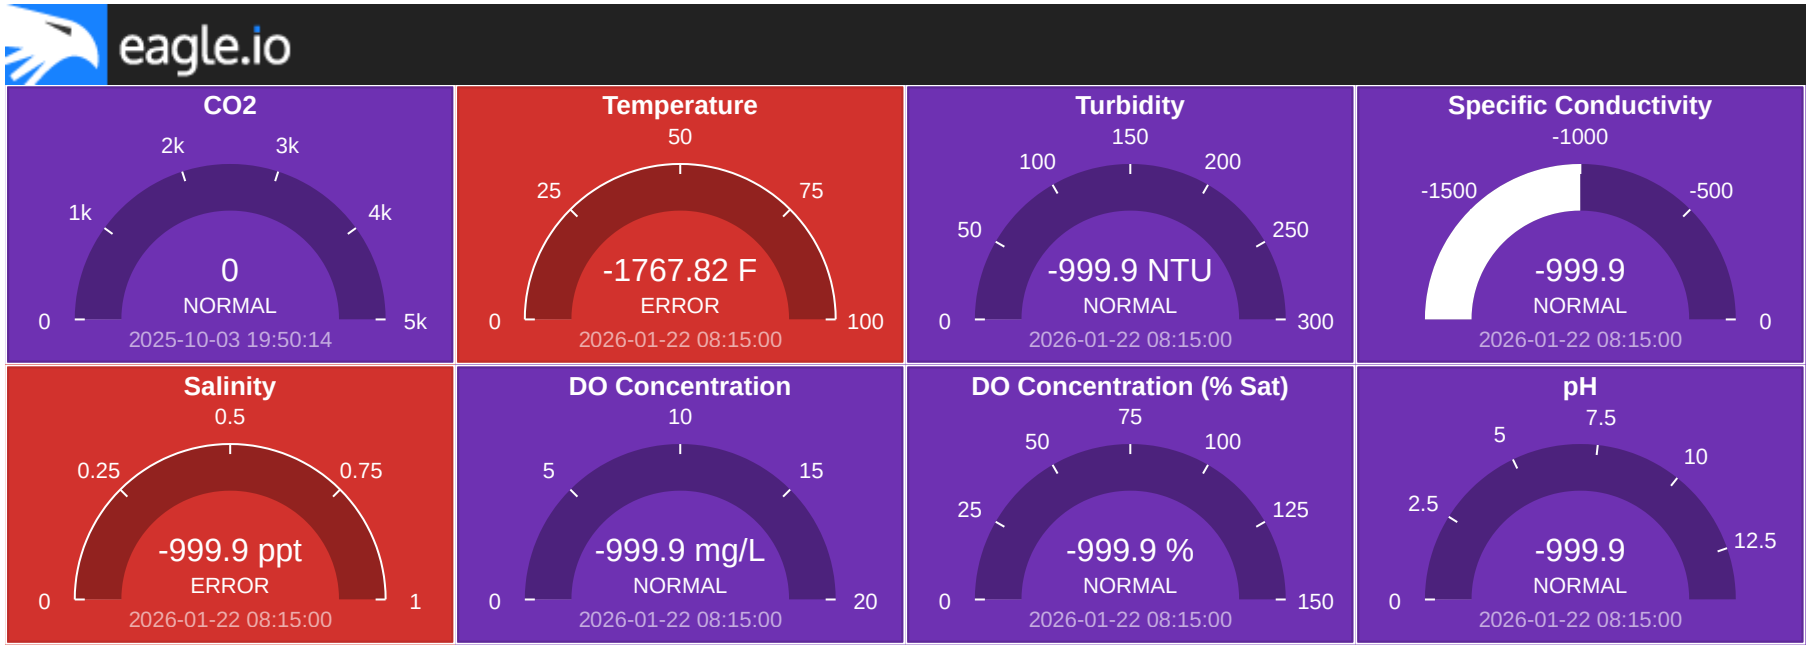 eagle.io
CO2
2k 3k
1k 4k
0
NORMAL
0 5k
2025-10-03 19:50:14
Temperature
50
25 75
-1767.82 F
ERROR
0 100
2026-01-22 08:15:00
Turbidity
150
100 200
50 250
-999.9 NTU
NORMAL
0 300
2026-01-22 08:15:00
Specific Conductivity
-1000
-1500 -500
-999.9
NORMAL
0
2026-01-22 08:15:00
Salinity
0.5
0.25 0.75
-999.9 ppt
ERROR
0 1
2026-01-22 08:15:00
DO Concentration
10
5 15
-999.9 mg/L
NORMAL
0 20
2026-01-22 08:15:00
DO Concentration (% Sat)
75
50 100
25 125
-999.9 %
NORMAL
0 150
2026-01-22 08:15:00
pH
7.5
5 10
2.5 12.5
-999.9
NORMAL
0
2026-01-22 08:15:00